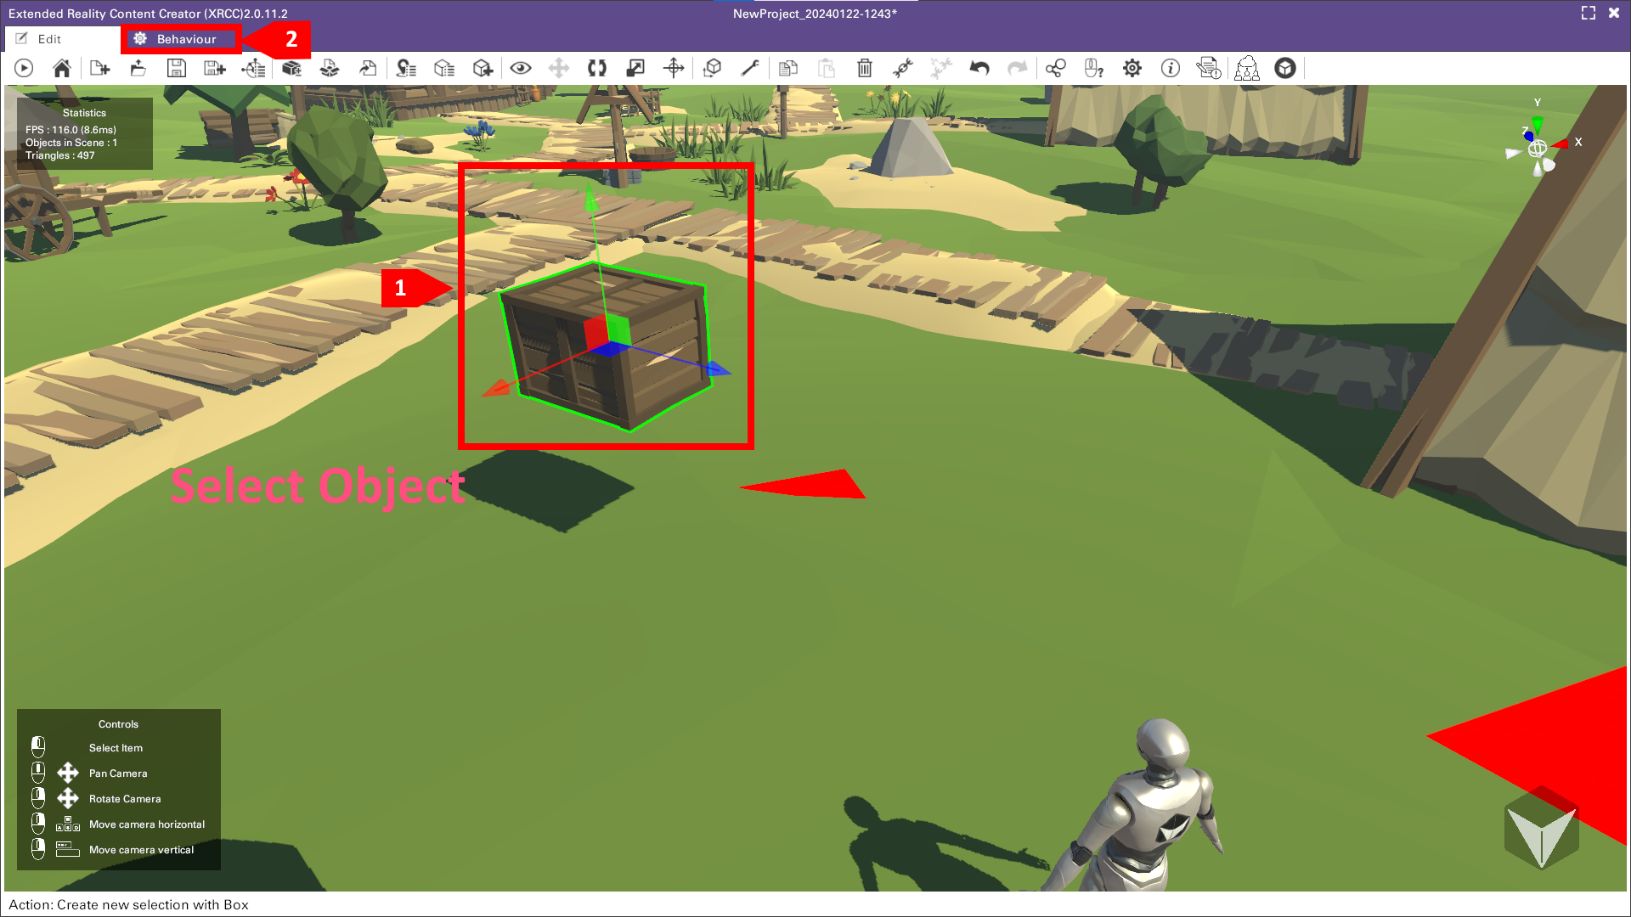 Extended Reality Content Creator (XRCC)2.0.11.2
NewProject_20240122-1243*
Edit
Behaviour
2
Statistics
FPS : 116.0 (8.6ms)
Objects in Scene : 1
Triangles : 497
Y
Z
X
1
Select Object
Controls
Select Item
Pan Camera
Rotate Camera
Move camera horizontal
Move camera vertical
Action: Create new selection with Box